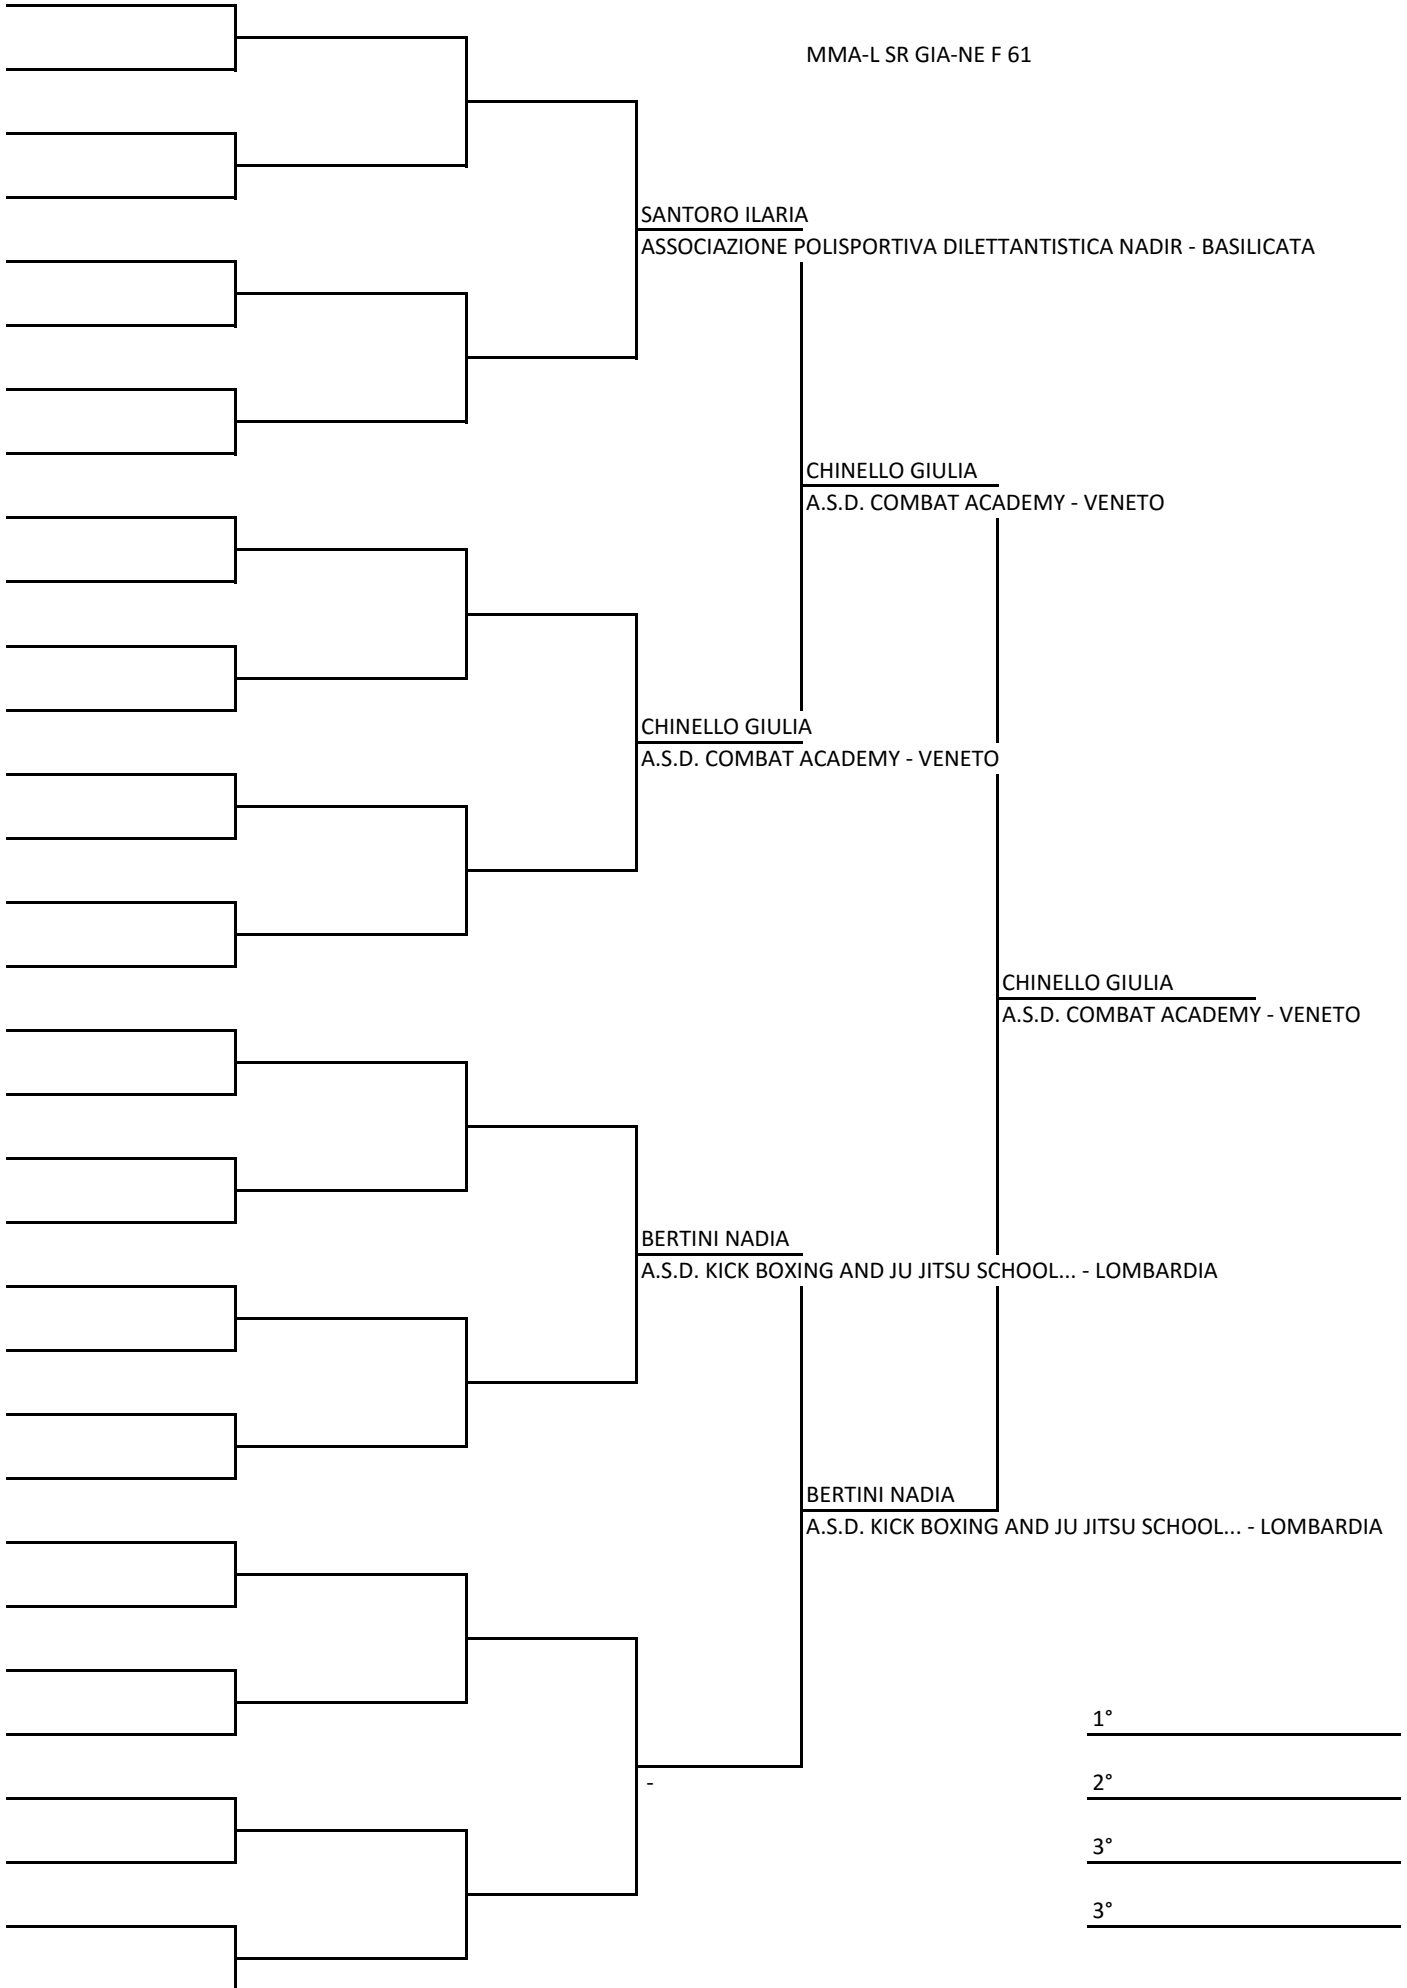 MMA-L SR GIA-NE F 61
SANTORO ILARIA
ASSOCIAZIONE POLISPORTIVA DILETTANTISTICA NADIR - BASILICATA
CHINELLO GIULIA
A.S.D. COMBAT ACADEMY - VENETO
CHINELLO GIULIA
A.S.D. COMBAT ACADEMY - VENETO
CHINELLO GIULIA
A.S.D. COMBAT ACADEMY - VENETO
BERTINI NADIA
A.S.D. KICK BOXING AND JU JITSU SCHOOL... - LOMBARDIA
BERTINI NADIA
A.S.D. KICK BOXING AND JU JITSU SCHOOL... - LOMBARDIA
1°
-
2°
3°
3°